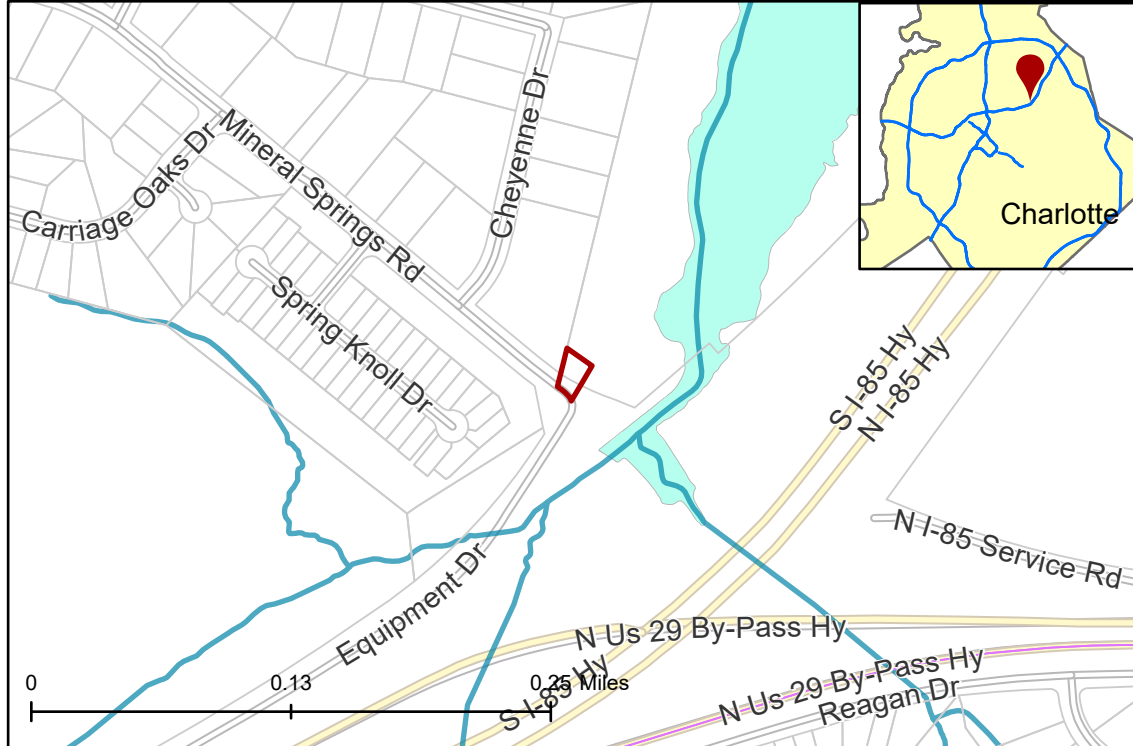 Cheyenne Dr
Mineral Springs Rd
Carriage Oaks Dr
Charlotte
Spring Knoll Dr
S I-85 Hy
N I-85 Hy
N I-85 Service Rd
Equipment Dr
N Us 29 By-Pass Hy
S I-85 Hy
N Us 29 By-Pass Hy
Reagan Dr
0 0.13 0.25 Miles